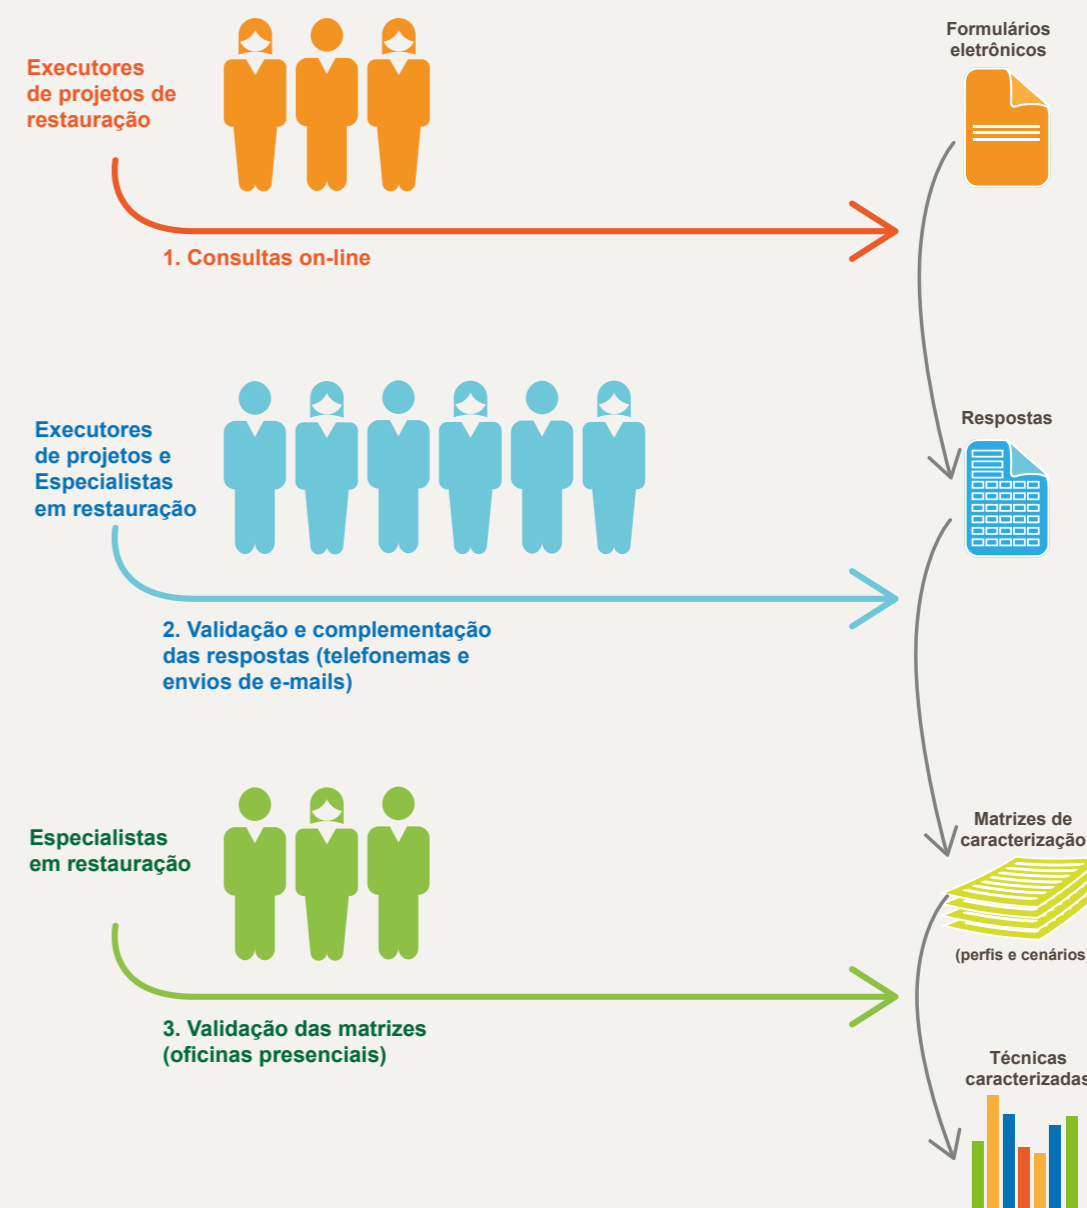 Formulários
eletrônicos
Executores
de projetos de
restauração
1. Consultas on-line
Respostas
Executores
de projetos e
Especialistas
em restauração
2. Validação e complementação
das respostas (telefonemas e
envios de e-mails)
Matrizes de
caracterização
(perfis e cenários)
Especialistas
em restauração
3. Validação das matrizes
(oficinas presenciais)
Técnicas
caracterizadas